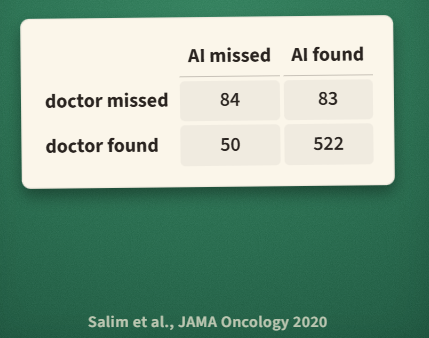 AI missed AI found
doctor missed 84 83
doctor found 50 522
Salim et al., JAMA Oncology 2020